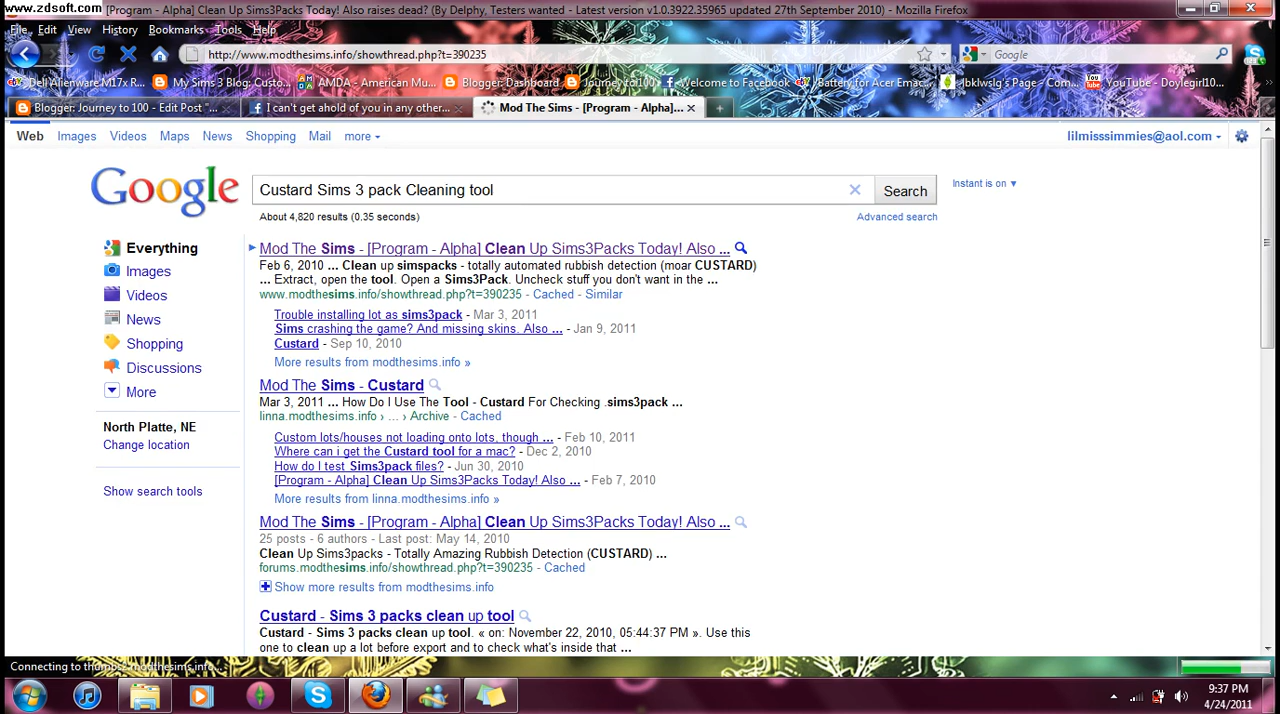 www.zdsoft.com
[Program - Alpha] Clean Up Sims3Packs Today! Also raises dead? (By Delphy, Testers wanted - Latest version v1.0.3922.35965 updated 27th September 2010) - Mozilla Firefox
File Edit View History Bookmarks Tools Help
http://www.modthesims.info/showthread.php?t=390235
Google
Dell Alienware M17x R... My Sims 3 Blog: Custo... AMDA - American Mu... Blogger: Dashboard Journey to 100 Welcome to Facebook Battery for Acer Emac... Jbklwsig's Page - Com... YouTube - Doylegirl10...
Blogger: Journey to 100 - Edit Post "... I can't get ahold of you in any other... Mod The Sims - [Program - Alpha]...
Web Images Videos Maps News Shopping Mail more
lilmisssimmies@aol.com
Google
Custard Sims 3 pack Cleaning tool
Search
Instant is on ▼
About 4,820 results (0.35 seconds)
Advanced search
Everything
Images
Videos
News
Shopping
Discussions
More
North Platte, NE
Change location
Show search tools
Mod The Sims - [Program - Alpha] Clean Up Sims3Packs Today! Also ...
Feb 6, 2010 ... Clean up simspacks - totally automated rubbish detection (moar CUSTARD)
... Extract, open the tool. Open a Sims3Pack. Uncheck stuff you don't want in the ...
www.modthesims.info/showthread.php?t=390235 - Cached - Similar
Trouble installing lot as sims3pack - Mar 3, 2011
Sims crashing the game? And missing skins. Also ... - Jan 9, 2011
Custard - Sep 10, 2010
More results from modthesims.info »
Mod The Sims - Custard
Mar 3, 2011 ... How Do I Use The Tool - Custard For Checking .sims3pack ...
linna.modthesims.info › ... › Archive - Cached
Custom lots/houses not loading onto lots, though ... - Feb 10, 2011
Where can i get the Custard tool for a mac? - Dec 2, 2010
How do I test Sims3pack files? - Jun 30, 2010
[Program - Alpha] Clean Up Sims3Packs Today! Also ... - Feb 7, 2010
More results from linna.modthesims.info »
Mod The Sims - [Program - Alpha] Clean Up Sims3Packs Today! Also ...
25 posts - 6 authors - Last post: May 14, 2010
Clean Up Sims3packs - Totally Amazing Rubbish Detection (CUSTARD) ...
forums.modthesims.info/showthread.php?t=390235 - Cached
Show more results from modthesims.info
Custard - Sims 3 packs clean up tool
Custard - Sims 3 packs clean up tool. « on: November 22, 2010, 05:44:37 PM ». Use this
one to clean up a lot before export and to check what's inside that ...
Connecting to thumbs2.modthesims.info...
9:37 PM
4/24/2011